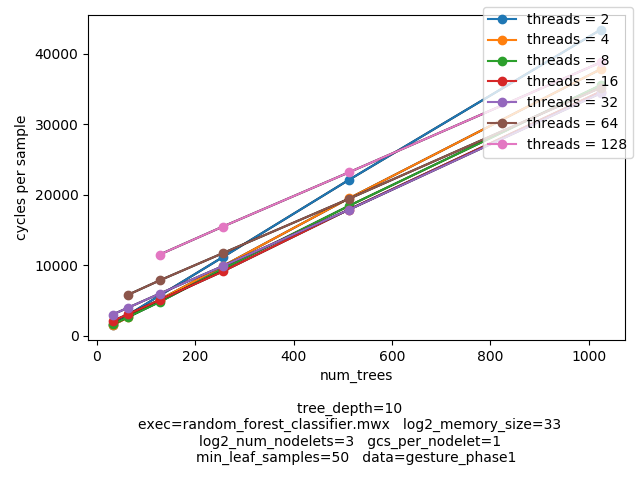 threads = 2
threads = 4
threads = 8
threads = 16
threads = 32
threads = 64
threads = 128
cycles per sample
40000
30000
20000
10000
0
0 200 400 600 800 1000
num_trees
tree_depth=10
exec=random_forest_classifier.mwx log2_memory_size=33
log2_num_nodelets=3 gcs_per_nodelet=1
min_leaf_samples=50 data=gesture_phase1